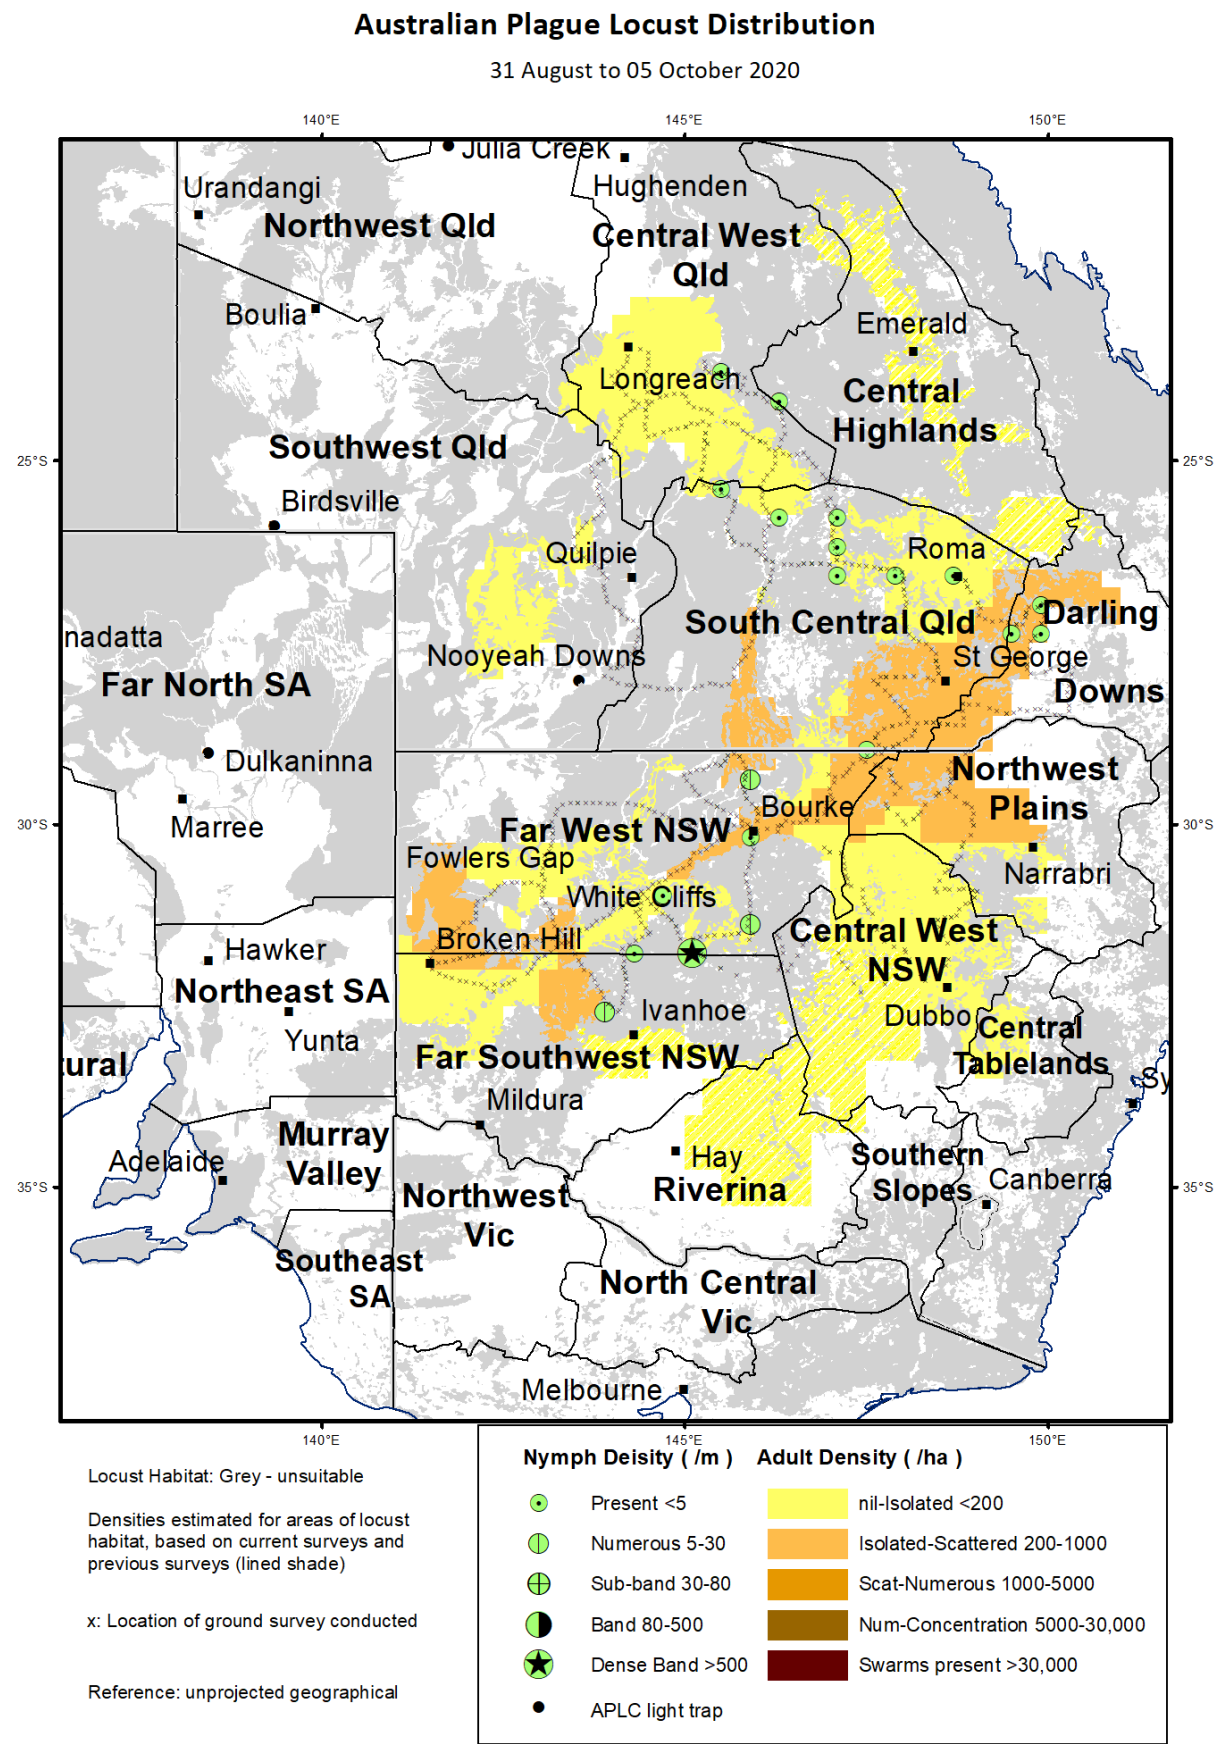 Australian Plague Locust Distribution
31 August to 05 October 2020
140°E
145°E
150°E
Julia Creek
Urandangi
Hughenden
Northwest Qld
Central West
Qld
Boulia
Emerald
Longreach
Central
Highlands
Southwest Qld
25°S
25°S
Birdsville
Quilpie
Roma
nadatta
South Central Qld
Darling
Nooyeah Downs
St George
Far North SA
Downs
Dulkaninna
Northwest
Plains
Marree
Bourke
30°S
30°S
Far West NSW
Fowlers Gap
Narrabri
White Cliffs
Hawker
Broken Hill
Central West
NSW
Northeast SA
Ivanhoe
Dubbo
Yunta
Central
Tablelands
tural
Far Southwest NSW
Sy
Mildura
Murray
Valley
Adelaide
Hay
Southern
Slopes
Canberra
35°S
35°S
Northwest
Vic
Riverina
Southeast
SA
North Central
Vic
Melbourne
140°E
145°E
150°E
Locust Habitat: Grey - unsuitable
Densities estimated for areas of locust
habitat, based on current surveys and
previous surveys (lined shade)
x: Location of ground survey conducted
Reference: unprojected geographical
Nymph Deisity ( /m )
Present <5
Numerous 5-30
Sub-band 30-80
Band 80-500
Dense Band >500
APLC light trap
Adult Density ( /ha )
nil-Isolated <200
Isolated-Scattered 200-1000
Scat-Numerous 1000-5000
Num-Concentration 5000-30,000
Swarms present >30,000